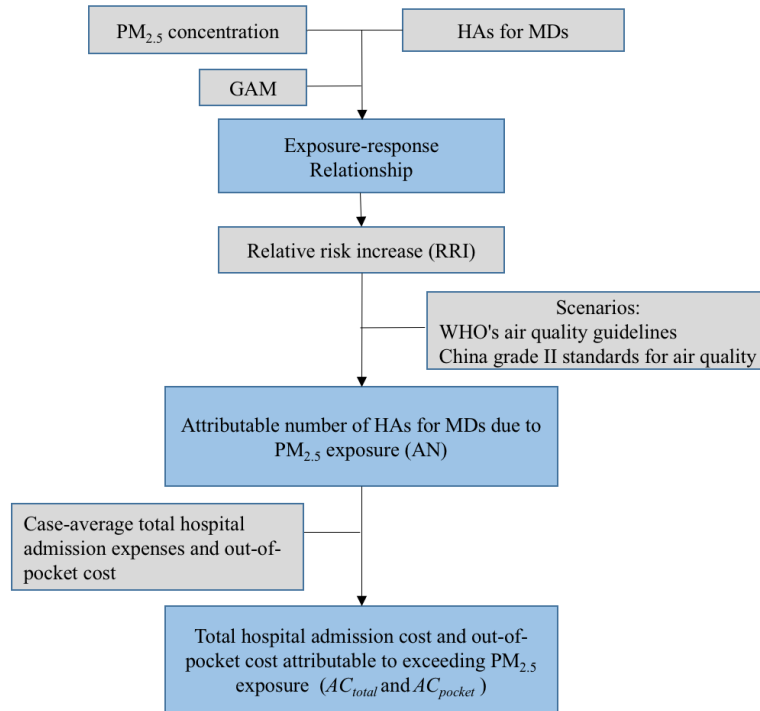 PM2.5 concentration
HAs for MDs
GAM
Exposure-response
Relationship
Relative risk increase (RRI)
Scenarios:
WHO's air quality guidelines
China grade II standards for air quality
Attributable number of HAs for MDs due to
PM2.5 exposure (AN)
Case-average total hospital
admission expenses and out-of-
pocket cost
Total hospital admission cost and out-of-
pocket cost attributable to exceeding PM2.5
exposure (ACtotal and ACpocket )